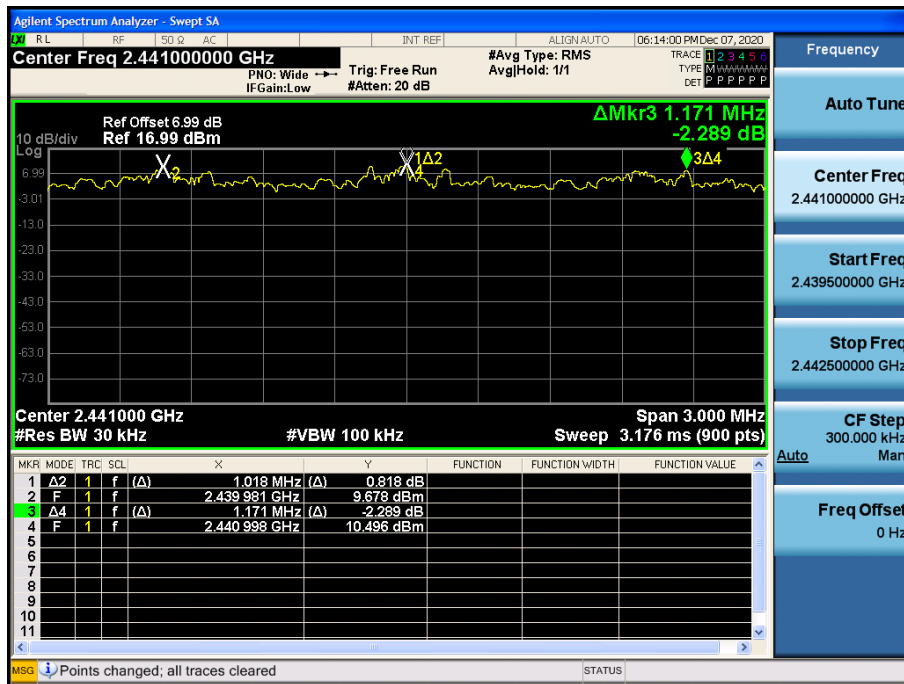 Agilent Spectrum Analyzer - Swept SA
LXI RL RF 50 Ω AC INT REF ALIGN AUTO 06:14:00 PM Dec 07, 2020
Center Freq 2.441000000 GHz
#Avg Type: RMS
TRACE 1 2 3 4 5 6
PNO: Wide
Trig: Free Run
Avg|Hold: 1/1
TYPE M W W W W W
IFGain:Low
#Atten: 20 dB
DET P P P P P P
ΔMkr3 1.171 MHz
-2.289 dB
Ref Offset 6.99 dB
10 dB/div Ref 16.99 dBm
Log
6.99
-3.01
-13.0
-23.0
-33.0
-43.0
-53.0
-63.0
-73.0
2
1Δ2
4
3Δ4
Center 2.441000 GHz Span 3.000 MHz
#Res BW 30 kHz #VBW 100 kHz Sweep 3.176 ms (900 pts)
MKR MODE TRC SCL X Y FUNCTION FUNCTION WIDTH FUNCTION VALUE
1 Δ2 1 f (Δ) 1.018 MHz (Δ) 0.818 dB
2 F 1 f 2.439 981 GHz 9.678 dBm
3 Δ4 1 f (Δ) 1.171 MHz (Δ) -2.289 dB
4 F 1 f 2.440 998 GHz 10.496 dBm
5
6
7
8
9
10
11
MSG Points changed; all traces cleared STATUS
Frequency
Auto Tune
Center Freq
2.441000000 GHz
Start Freq
2.439500000 GHz
Stop Freq
2.442500000 GHz
CF Step
300.000 kHz
Auto Man
Freq Offset
0 Hz